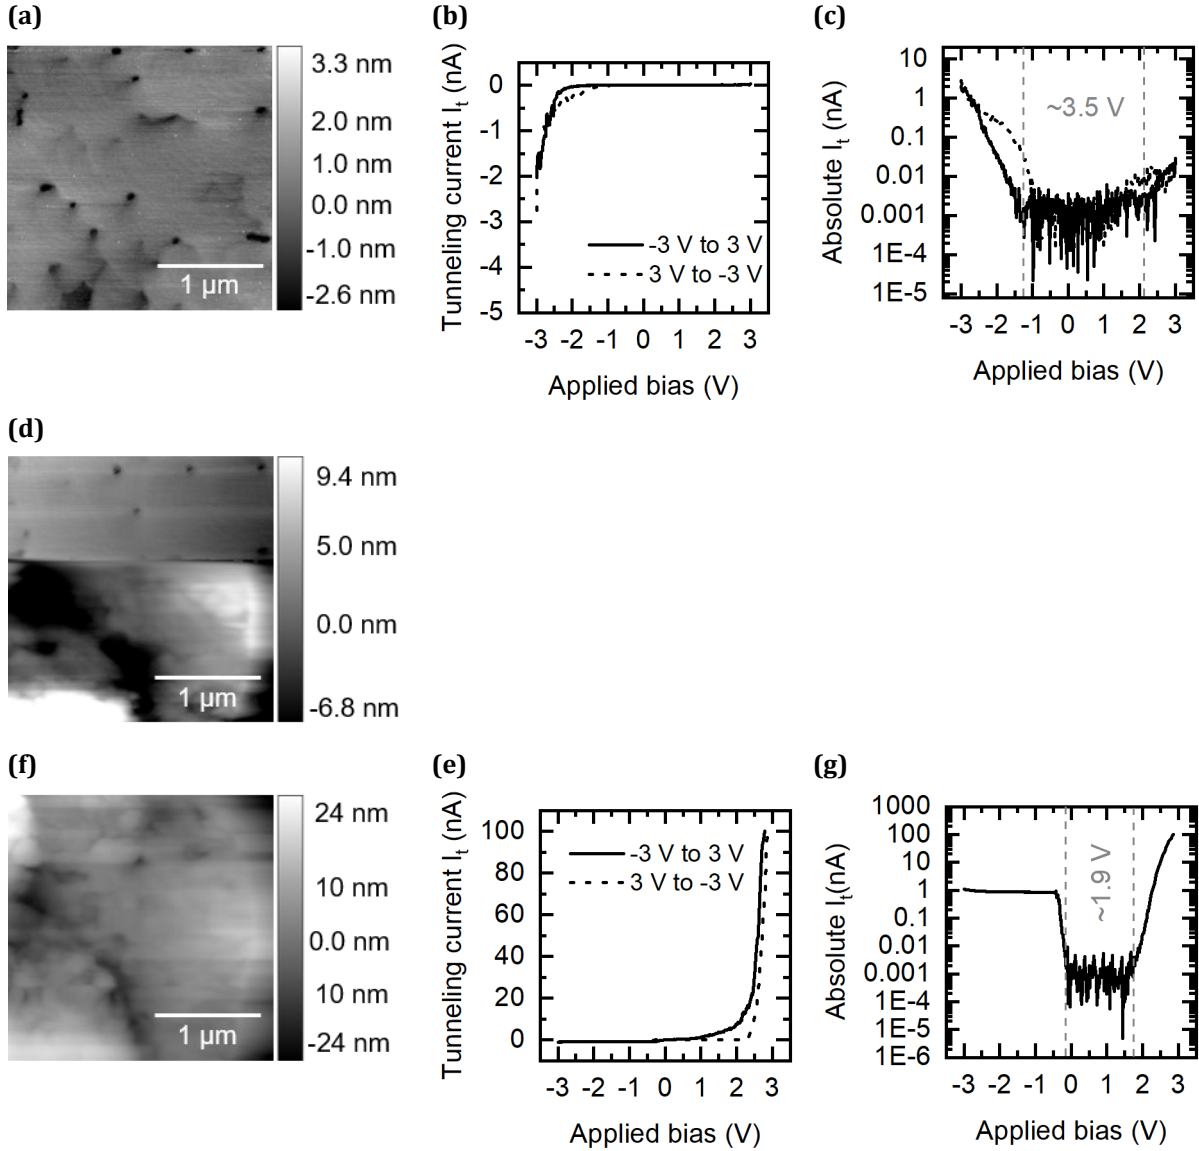 (a)
3.3 nm
2.0 nm
1.0 nm
0.0 nm
-1.0 nm
-2.6 nm
1 µm
(b)
Tunneling current Iₜ (nA)
0
-1
-2
-3
-4
-5
-3 V to 3 V
3 V to -3 V
-3 -2 -1 0 1 2 3
Applied bias (V)
(c)
Absolute Iₜ (nA)
10
1
0.1
0.01
0.001
1E-4
1E-5
~3.5 V
-3 -2 -1 0 1 2 3
Applied bias (V)
(d)
9.4 nm
5.0 nm
0.0 nm
-6.8 nm
1 µm
(f)
24 nm
10 nm
0.0 nm
10 nm
-24 nm
1 µm
(e)
Tunneling current Iₜ (nA)
100
80
60
40
20
0
-3 V to 3 V
3 V to -3 V
-3 -2 -1 0 1 2 3
Applied bias (V)
(g)
Absolute Iₜ(nA)
1000
100
10
1
0.1
0.01
0.001
1E-4
1E-5
1E-6
~1.9 V
-3 -2 -1 0 1 2 3
Applied bias (V)